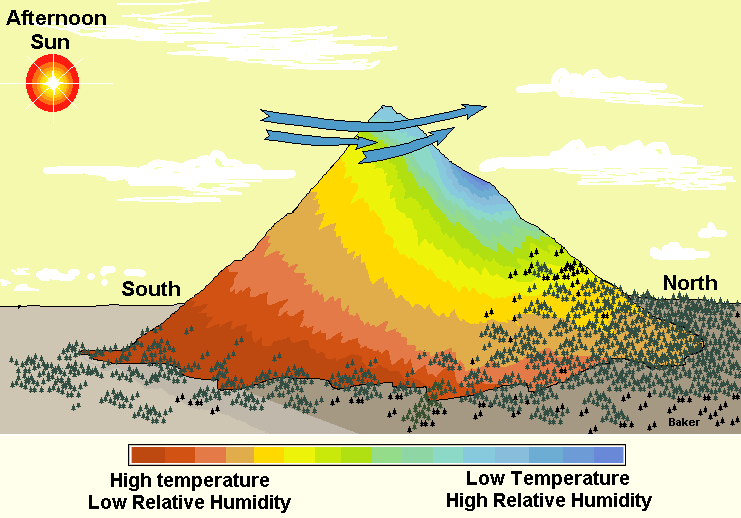 Afternoon
Sun
South
North
Baker
High temperature
Low Relative Humidity
Low Temperature
High Relative Humidity